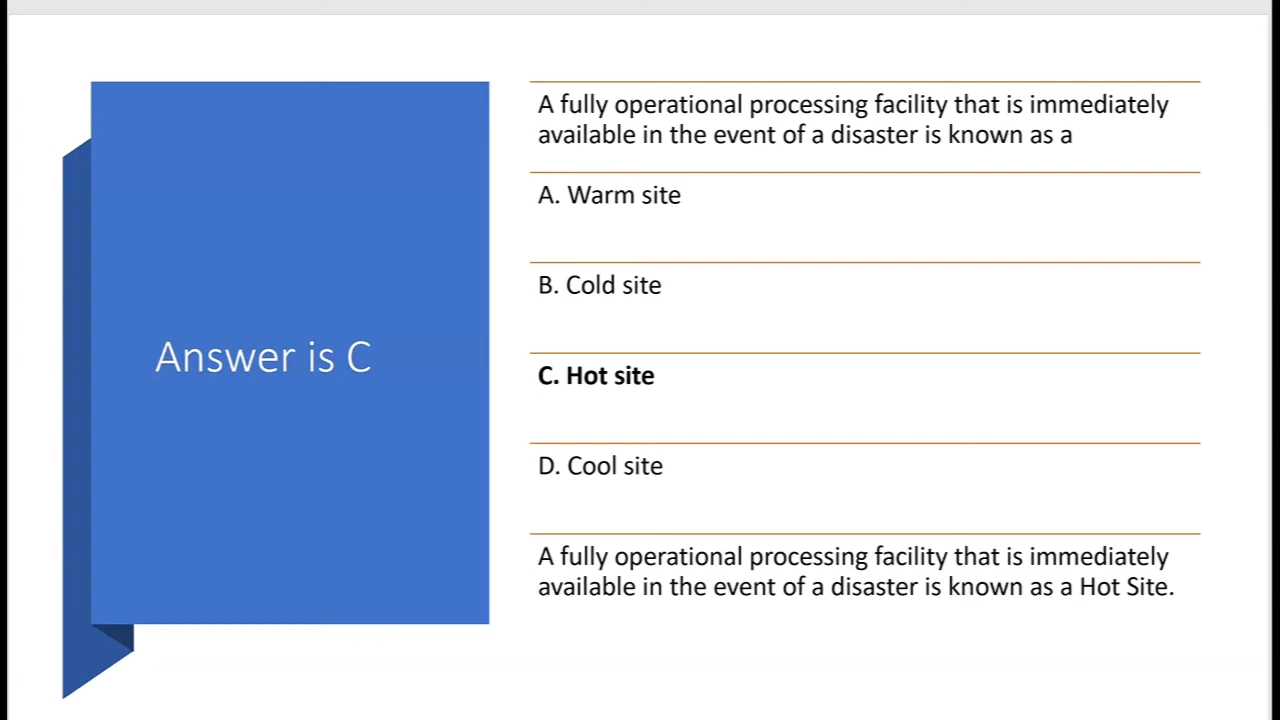 Answer is C
A fully operational processing facility that is immediately
available in the event of a disaster is known as a
A. Warm site
B. Cold site
C. Hot site
D. Cool site
A fully operational processing facility that is immediately
available in the event of a disaster is known as a Hot Site.